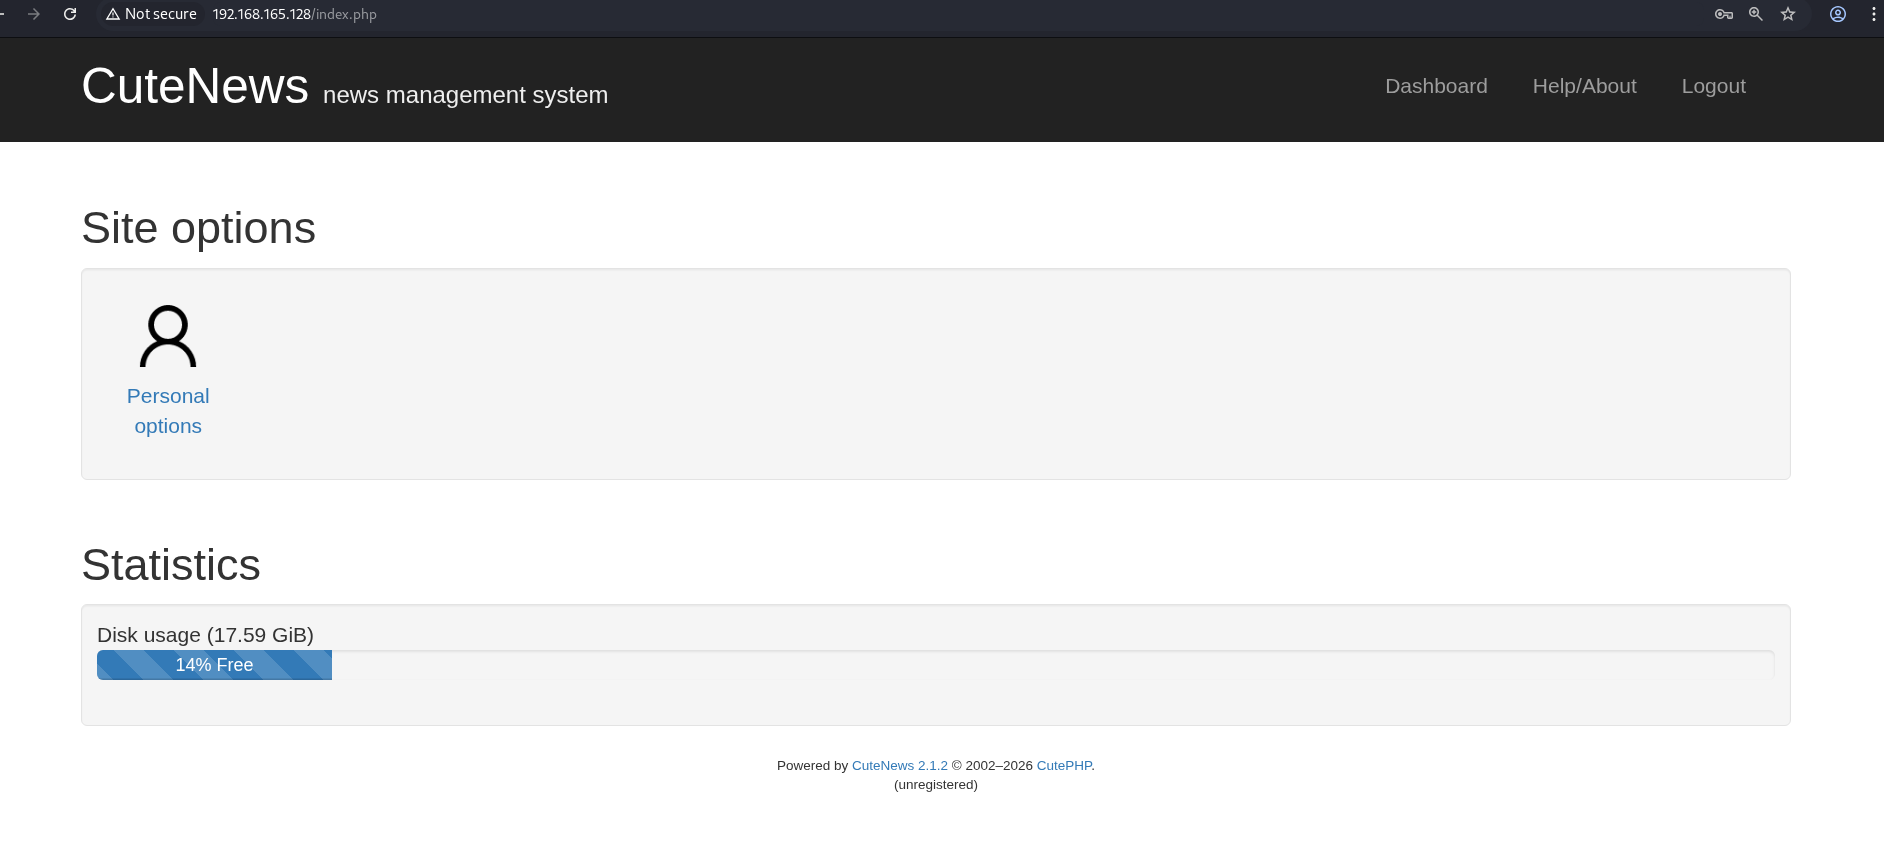 Not secure 192.168.165.128/index.php
CuteNews news management system
Dashboard Help/About Logout
Site options
Personal
options
Statistics
Disk usage (17.59 GiB)
14% Free
Powered by CuteNews 2.1.2 © 2002–2026 CutePHP.
(unregistered)